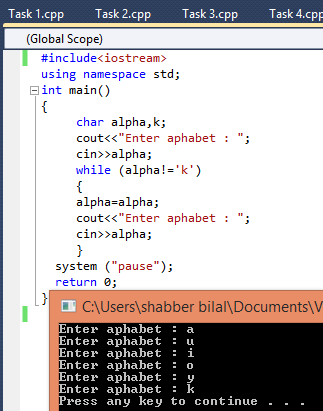 Task 1.cpp Task 2.cpp Task 3.cpp Task 4.cpp
(Global Scope)
#include<iostream>
using namespace std;
int main()
{
char alpha,k;
cout<<"Enter aphabet : ";
cin>>alpha;
while (alpha!='k')
{
alpha=alpha;
cout<<"Enter aphabet : ";
cin>>alpha;
}
system ("pause");
return 0;
}
C:\Users\shabber bilal\Documents\V
Enter aphabet : a
Enter aphabet : u
Enter aphabet : i
Enter aphabet : o
Enter aphabet : y
Enter aphabet : k
Press any key to continue . . .